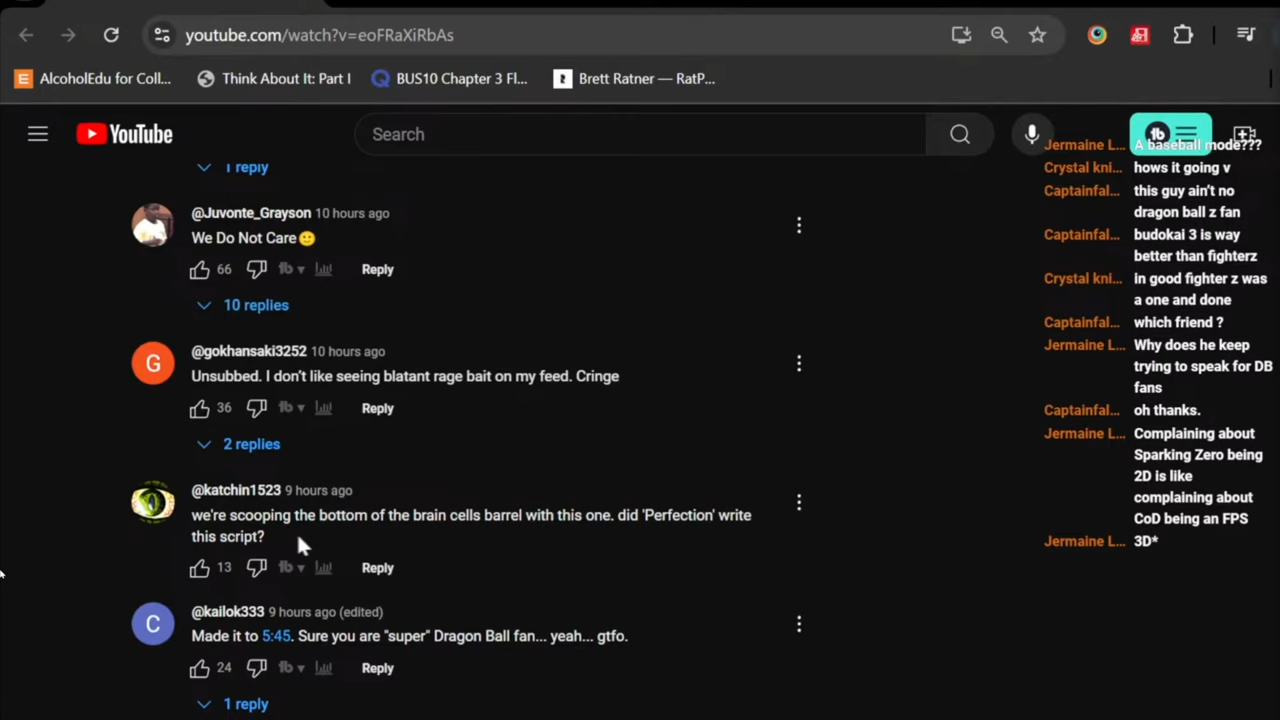 youtube.com/watch?v=eoFRaXiRbAs
AlcoholEdu for Coll...
Think About It: Part I
BUS10 Chapter 3 Fl...
Brett Ratner — RatP...
YouTube
Search
1 reply
@Juvonte_Grayson 10 hours ago
We Do Not Care🙂
66
Reply
10 replies
G
@gokhansaki3252 10 hours ago
Unsubbed. I don't like seeing blatant rage bait on my feed. Cringe
36
Reply
2 replies
@katchin1523 9 hours ago
we're scooping the bottom of the brain cells barrel with this one. did 'Perfection' write
this script?
13
Reply
C
@kailok333 9 hours ago (edited)
Made it to 5:45. Sure you are "super" Dragon Ball fan... yeah... gtfo.
24
Reply
1 reply
Jermaine L... A baseball mode???
Crystal kni... hows it going v
Captainfal... this guy ain't no
dragon ball z fan
Captainfal... budokai 3 is way
better than fighterz
Crystal kni... in good fighter z was
a one and done
Captainfal... which friend ?
Jermaine L... Why does he keep
trying to speak for DB
fans
Captainfal... oh thanks.
Jermaine L... Complaining about
Sparking Zero being
2D is like
complaining about
CoD being an FPS
Jermaine L... 3D*